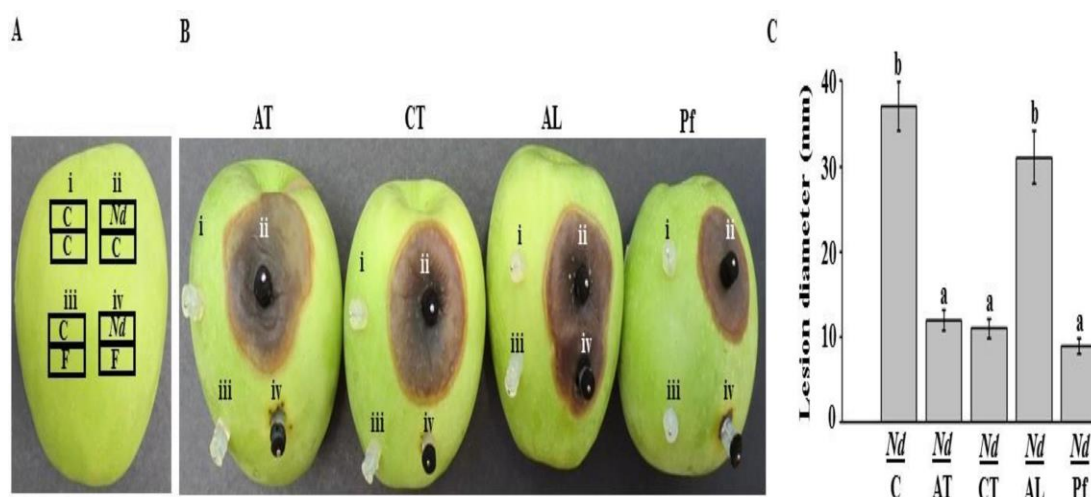 A
B
C
i ii
C Nd
C C
iii iv
C Nd
F F
AT CT AL Pf
i ii i ii i ii i ii
iii iv iii iv iii iv iii iv
Lesion diameter (mm)
40
30
20
10
0
b a a b a
Nd Nd Nd Nd Nd
C AT CT AL Pf